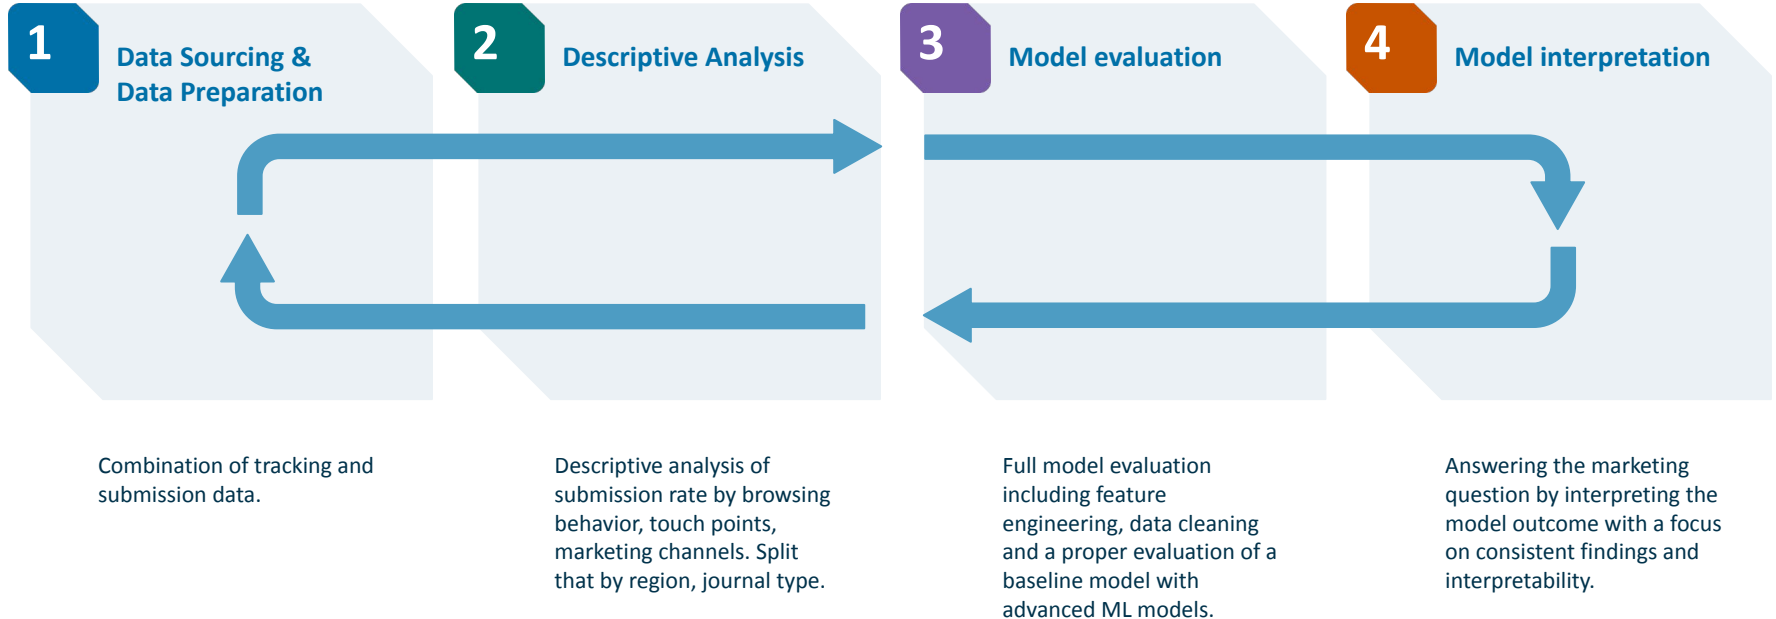 1
Data Sourcing &
Data Preparation
Combination of tracking and
submission data.
2
Descriptive Analysis
Descriptive analysis of
submission rate by browsing
behavior, touch points,
marketing channels. Split
that by region, journal type.
3
Model evaluation
Full model evaluation
including feature
engineering, data cleaning
and a proper evaluation of a
baseline model with
advanced ML models.
4
Model interpretation
Answering the marketing
question by interpreting the
model outcome with a focus
on consistent findings and
interpretability.